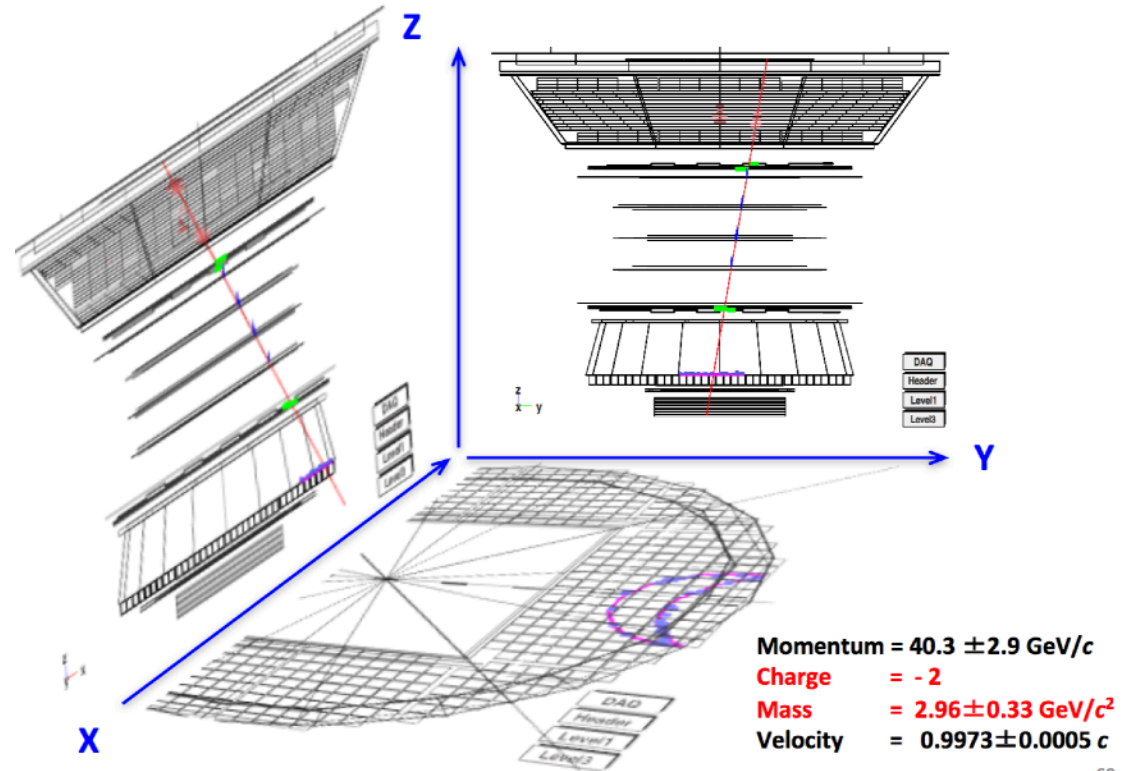 Z
DAQ
Header
Level1
Level3
z
x y
DAQ
Header
Level1
Level3
Y
X
DAQ
Header
Level1
Level3
Momentum = 40.3 ±2.9 GeV/c
Charge = - 2
Mass = 2.96±0.33 GeV/c²
Velocity = 0.9973±0.0005 c